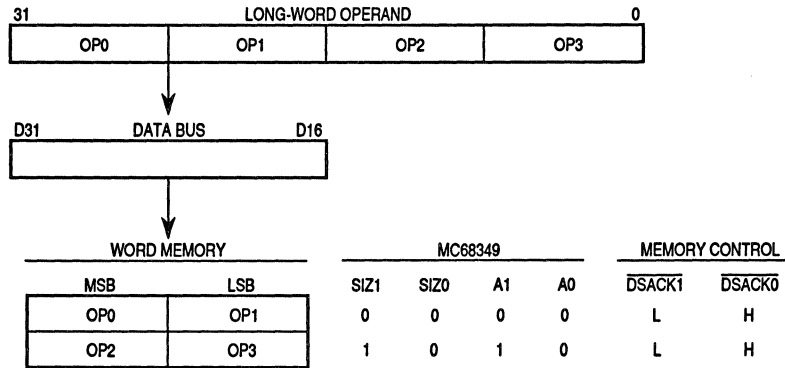 31 LONG-WORD OPERAND 0
OP0 OP1 OP2 OP3
D31 DATA BUS D16
WORD MEMORY MC68349 MEMORY CONTROL
MSB LSB SIZ1 SIZ0 A1 A0 DSACK1 DSACK0
OP0 OP1 0 0 0 0 L H
OP2 OP3 1 0 1 0 L H